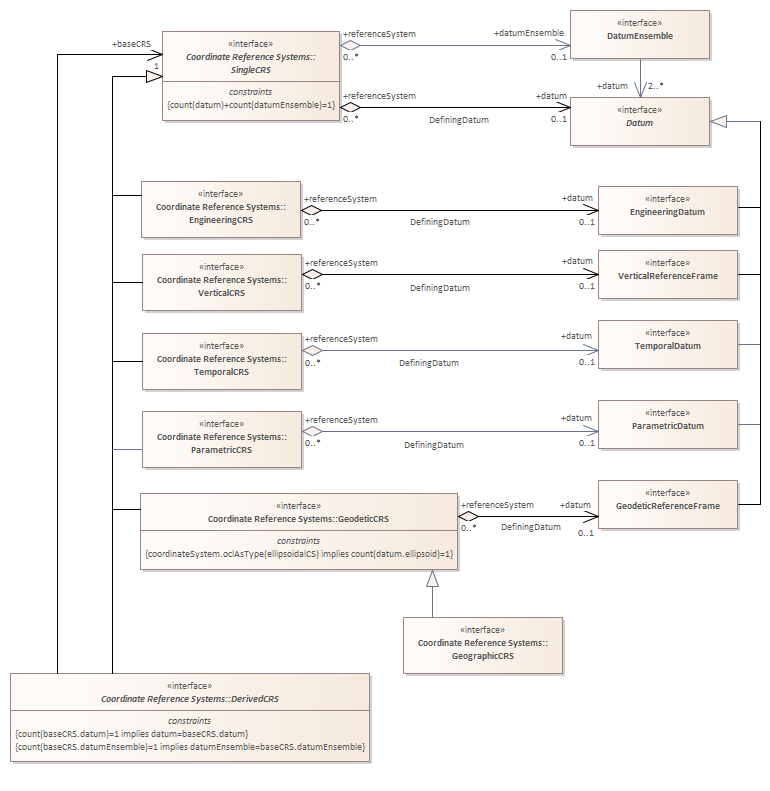 +baseCRS
1
«interface»
Coordinate Reference Systems::
SingleCRS
constraints
{count(datum)+count(datumEnsemble)=1}
+referenceSystem
0..*
+datumEnsemble
0..1
«interface»
DatumEnsemble
+datum
2..*
+referenceSystem
0..*
DefiningDatum
+datum
0..1
«interface»
Datum
«interface»
Coordinate Reference Systems::
EngineeringCRS
+referenceSystem
0..*
DefiningDatum
+datum
0..1
«interface»
EngineeringDatum
«interface»
Coordinate Reference Systems::
VerticalCRS
+referenceSystem
0..*
DefiningDatum
+datum
0..1
«interface»
VerticalReferenceFrame
«interface»
Coordinate Reference Systems::
TemporalCRS
+referenceSystem
0..*
DefiningDatum
+datum
0..1
«interface»
TemporalDatum
«interface»
Coordinate Reference Systems::
ParametricCRS
+referenceSystem
0..*
DefiningDatum
+datum
0..1
«interface»
ParametricDatum
«interface»
Coordinate Reference Systems::GeodeticCRS
constraints
{coordinateSystem.oclAsType(ellipsoidalCS) implies count(datum.ellipsoid)=1}
+referenceSystem
0..*
DefiningDatum
+datum
0..1
«interface»
GeodeticReferenceFrame
«interface»
Coordinate Reference Systems::
GeographicCRS
«interface»
Coordinate Reference Systems::DerivedCRS
constraints
{count(baseCRS.datum)=1 implies datum=baseCRS.datum}
{count(baseCRS.datumEnsemble)=1 implies datumEnsemble=baseCRS.datumEnsemble}